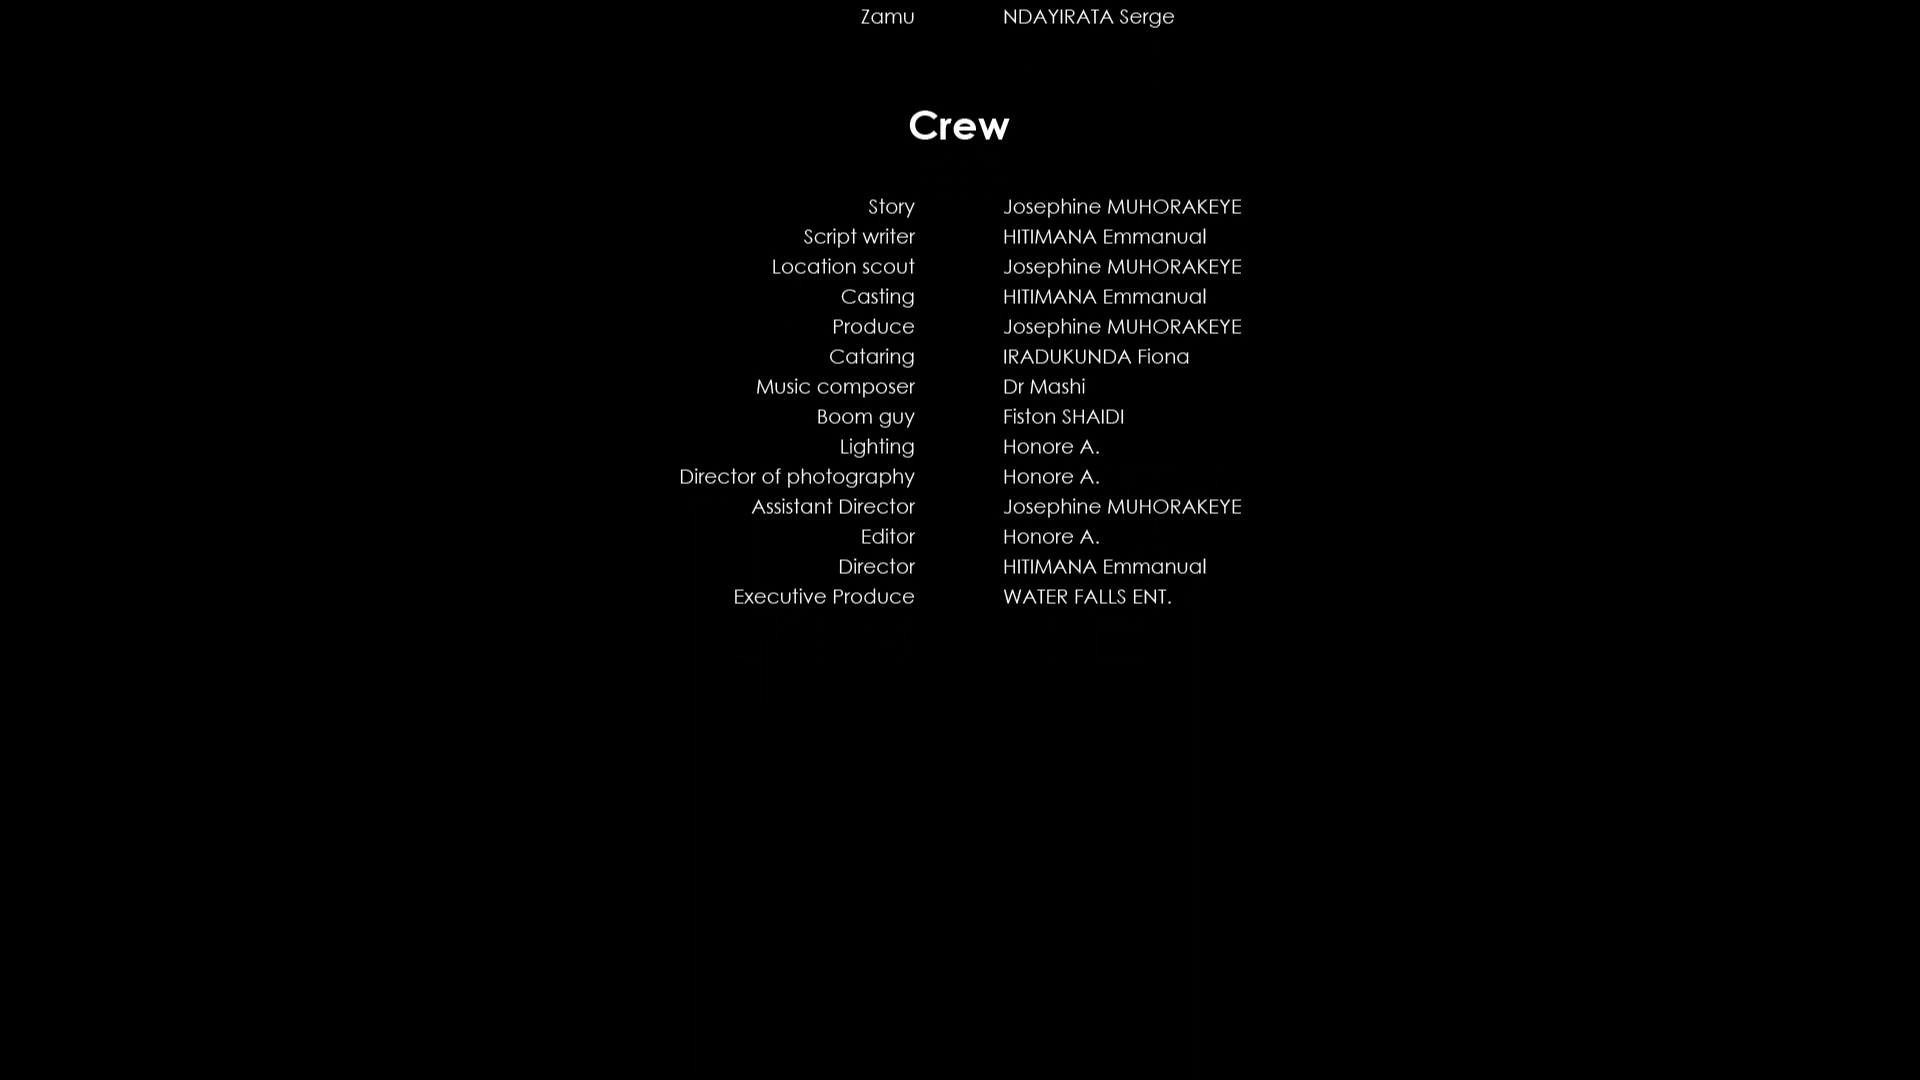 Zamu NDAYIRATA Serge
Crew
Story Josephine MUHORAKEYE
Script writer HITIMANA Emmanual
Location scout Josephine MUHORAKEYE
Casting HITIMANA Emmanual
Produce Josephine MUHORAKEYE
Cataring IRADUKUNDA Fiona
Music composer Dr Mashi
Boom guy Fiston SHAIDI
Lighting Honore A.
Director of photography Honore A.
Assistant Director Josephine MUHORAKEYE
Editor Honore A.
Director HITIMANA Emmanual
Executive Produce WATER FALLS ENT.